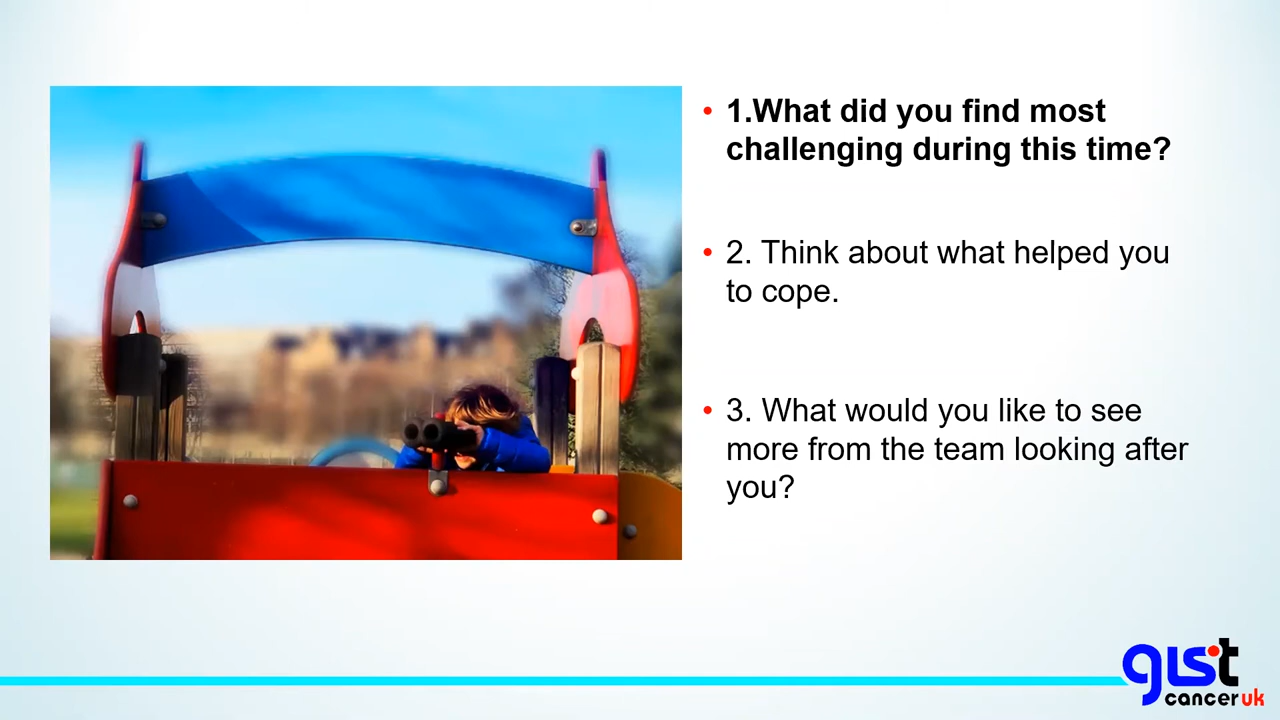 • 1.What did you find most
challenging during this time?
• 2. Think about what helped you
to cope.
• 3. What would you like to see
more from the team looking after
you?
gist
cancer uk